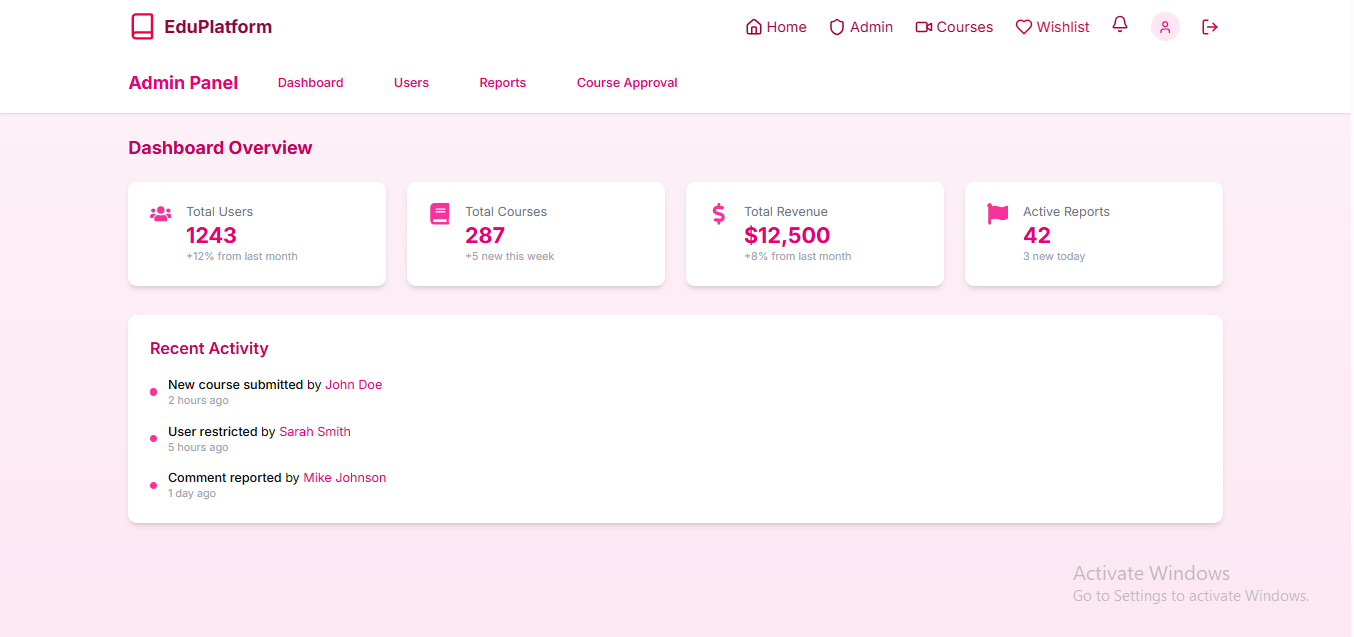 EduPlatform
Home Admin Courses Wishlist
Admin Panel Dashboard Users Reports Course Approval
Dashboard Overview
Total Users
1243
+12% from last month
Total Courses
287
+5 new this week
Total Revenue
$12,500
+8% from last month
Active Reports
42
3 new today
Recent Activity
New course submitted by John Doe
2 hours ago
User restricted by Sarah Smith
5 hours ago
Comment reported by Mike Johnson
1 day ago
Activate Windows
Go to Settings to activate Windows.